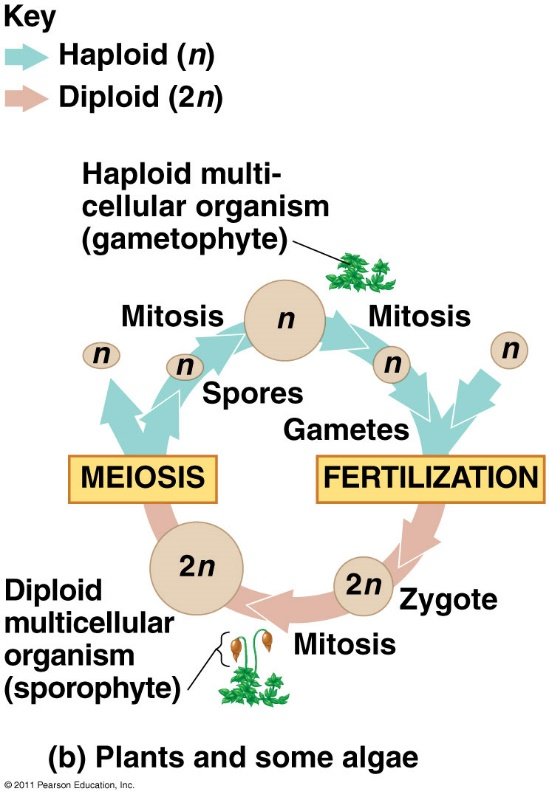 Key
Haploid (n)
Diploid (2n)
Haploid multi-
cellular organism
(gametophyte)
Mitosis
n
Mitosis
n
n
n
n
Spores
Gametes
MEIOSIS
FERTILIZATION
2n
2n
Zygote
Diploid
multicellular
organism
(sporophyte)
Mitosis
(b) Plants and some algae
© 2011 Pearson Education, Inc.